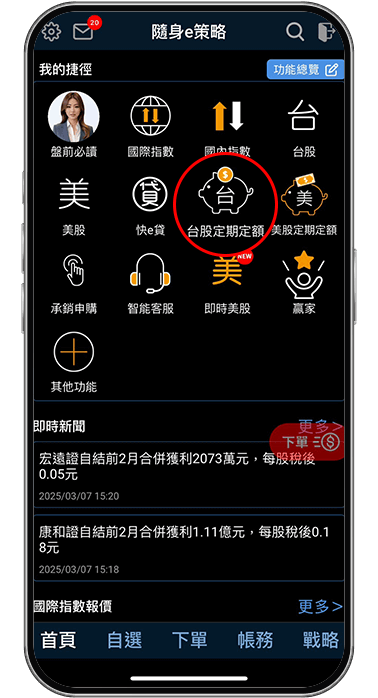 20
隨身e策略
我的捷徑
功能總覽
盤前必讀
國際指數
國內指數
台
台股
美
美股
貸
快e貸
$
台
台股定期定額
美
美股定期定額
承銷申購
智能客服
美
NEW
即時美股
贏家
其他功能
即時新聞
更多>
下單
宏遠證自結前2月合併獲利2073萬元，每股稅後
0.05元
2025/03/07 15:20
康和證自結前2月合併獲利1.11億元，每股稅後0.1
8元
2025/03/07 15:18
國際指數報價
更多>
首頁
自選
下單
帳務
戰略